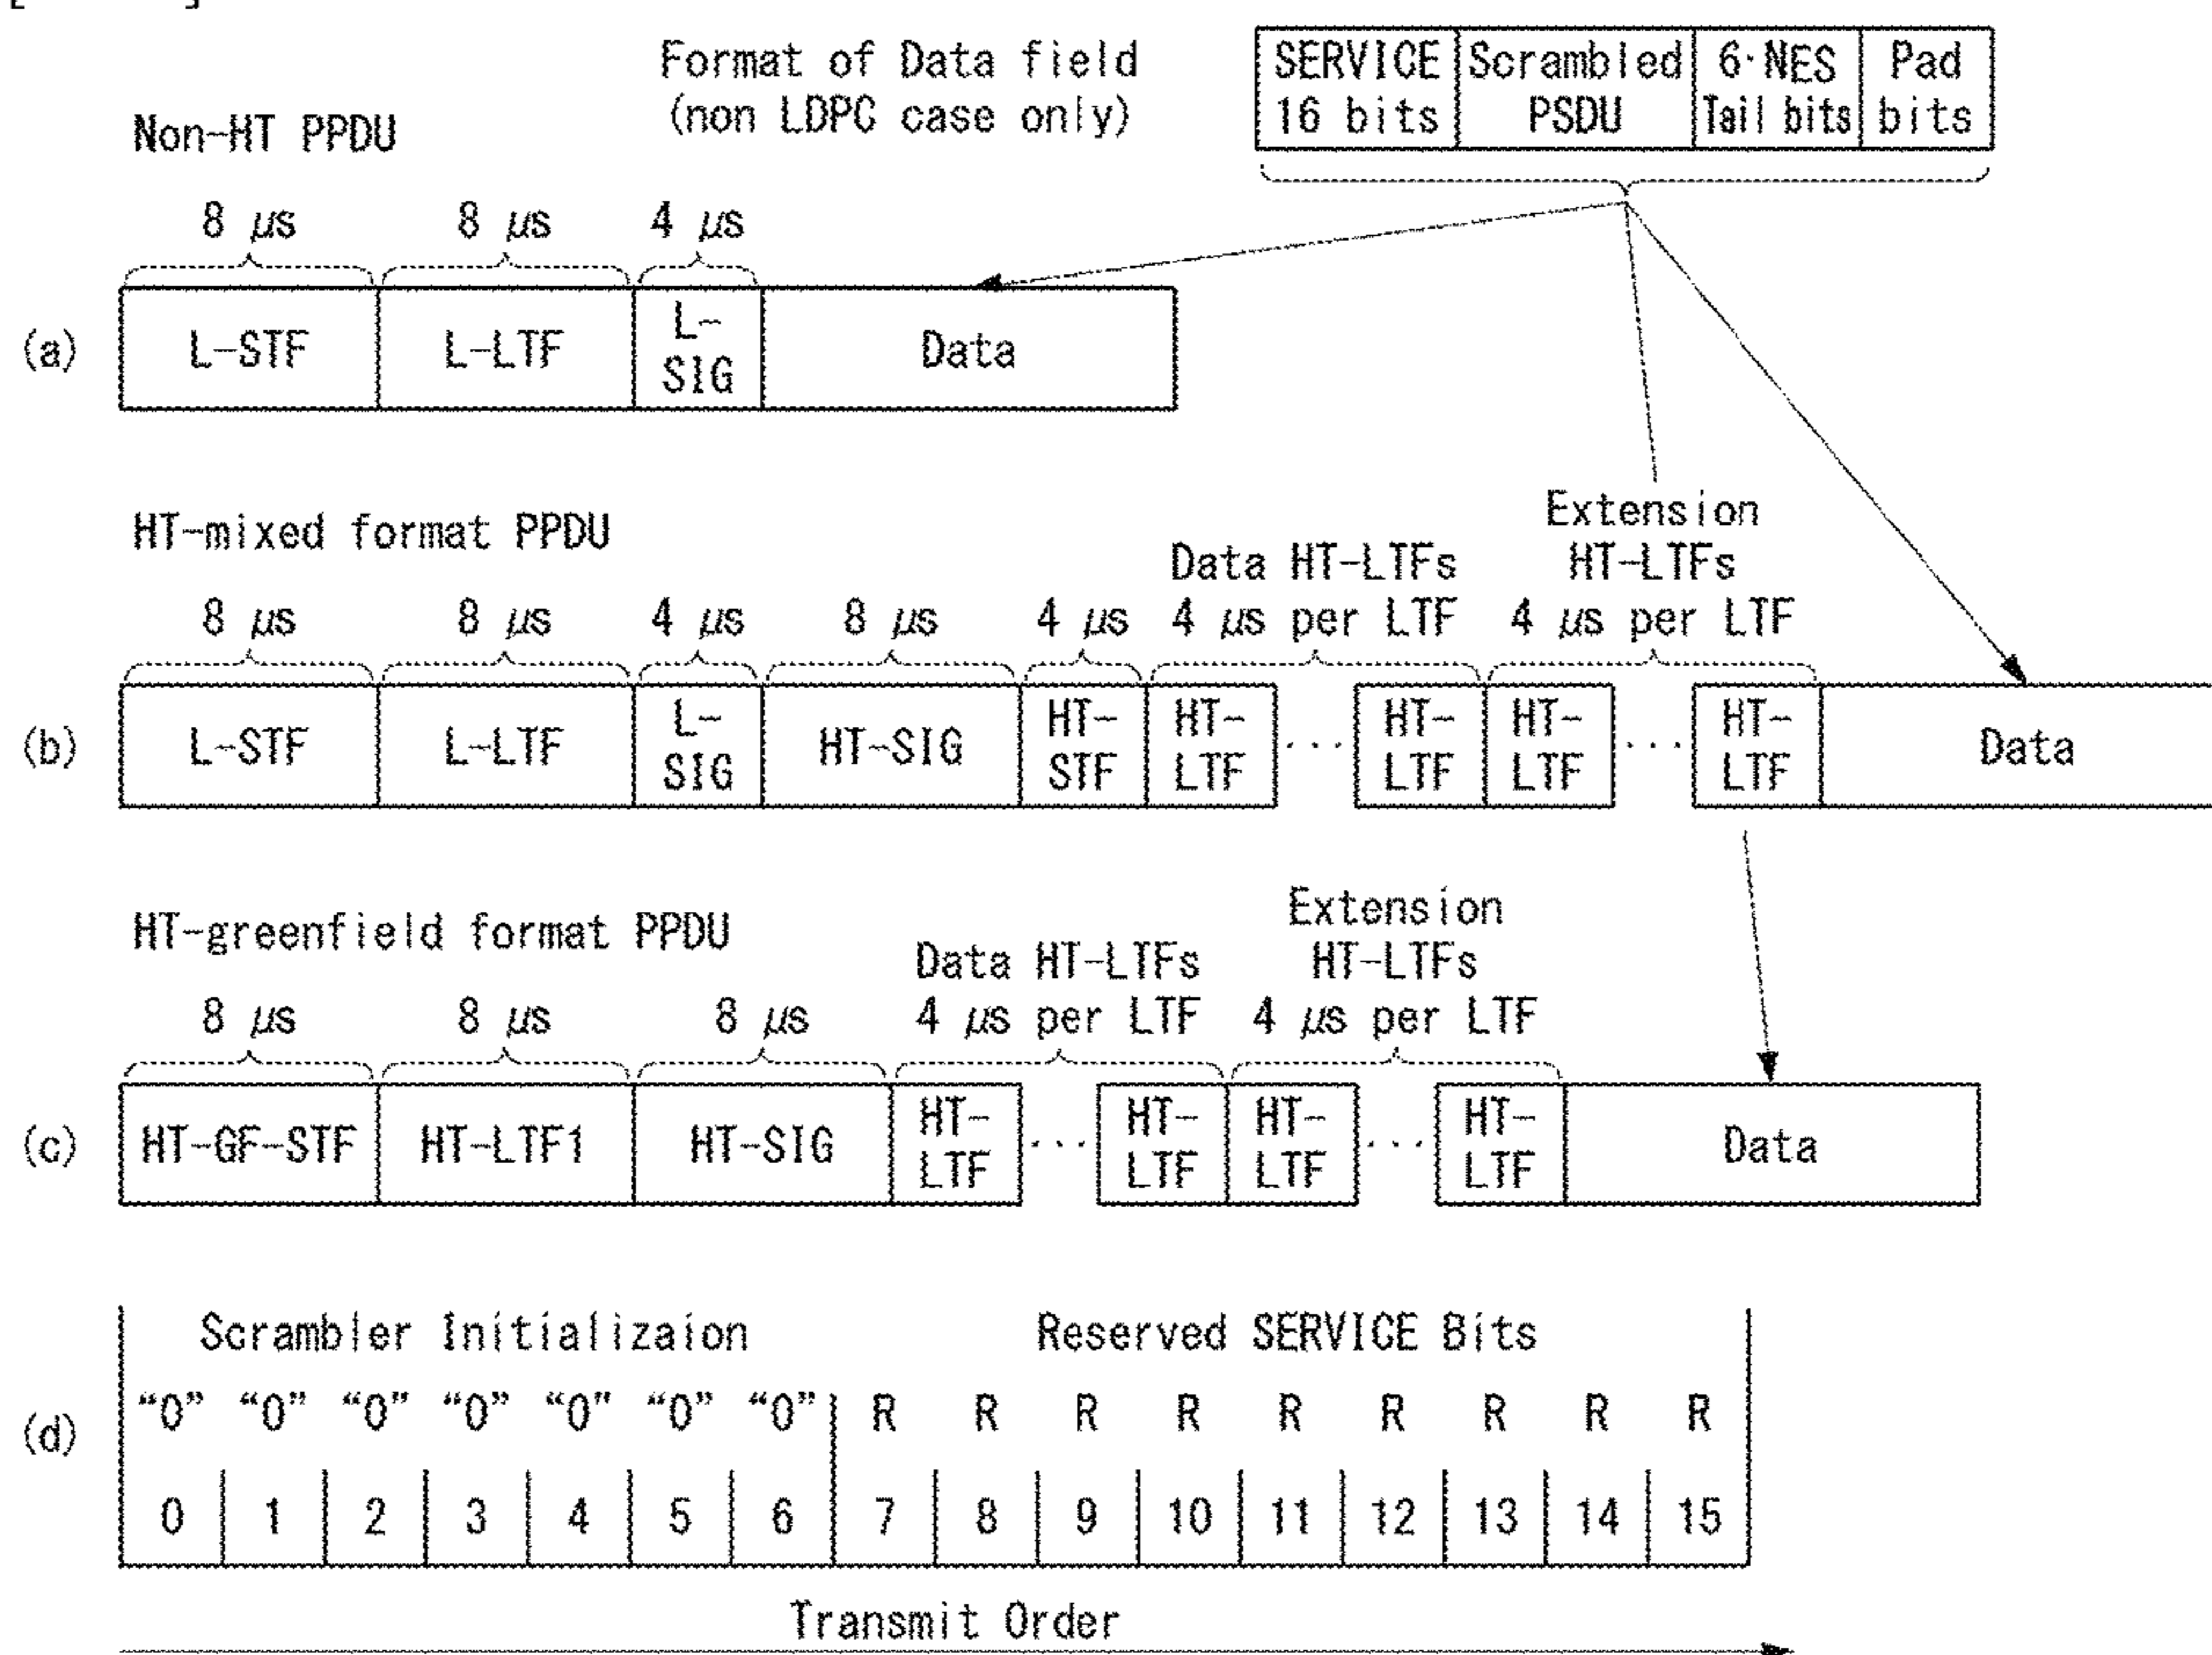 Format of Data field
(non LDPC case only)
SERVICE 16 bits
Scrambled PSDU
6·NES Tail bits
Pad bits
Non-HT PPDU
8 μs 8 μs 4 μs
(a) L-STF L-LTF L-SIG Data
HT-mixed format PPDU
Data HT-LTFs
Extension HT-LTFs
8 μs 8 μs 4 μs 8 μs 4 μs 4 μs per LTF 4 μs per LTF
(b) L-STF L-LTF L-SIG HT-SIG HT-STF HT-LTF ... HT-LTF HT-LTF ... HT-LTF Data
HT-greenfield format PPDU
Data HT-LTFs
Extension HT-LTFs
8 μs 8 μs 8 μs 4 μs per LTF 4 μs per LTF
(c) HT-GF-STF HT-LTF1 HT-SIG HT-LTF ... HT-LTF HT-LTF ... HT-LTF Data
Scrambler Initializaion Reserved SERVICE Bits
(d) “0” “0” “0” “0” “0” “0” “0” R R R R R R R R R
0 1 2 3 4 5 6 7 8 9 10 11 12 13 14 15
Transmit Order